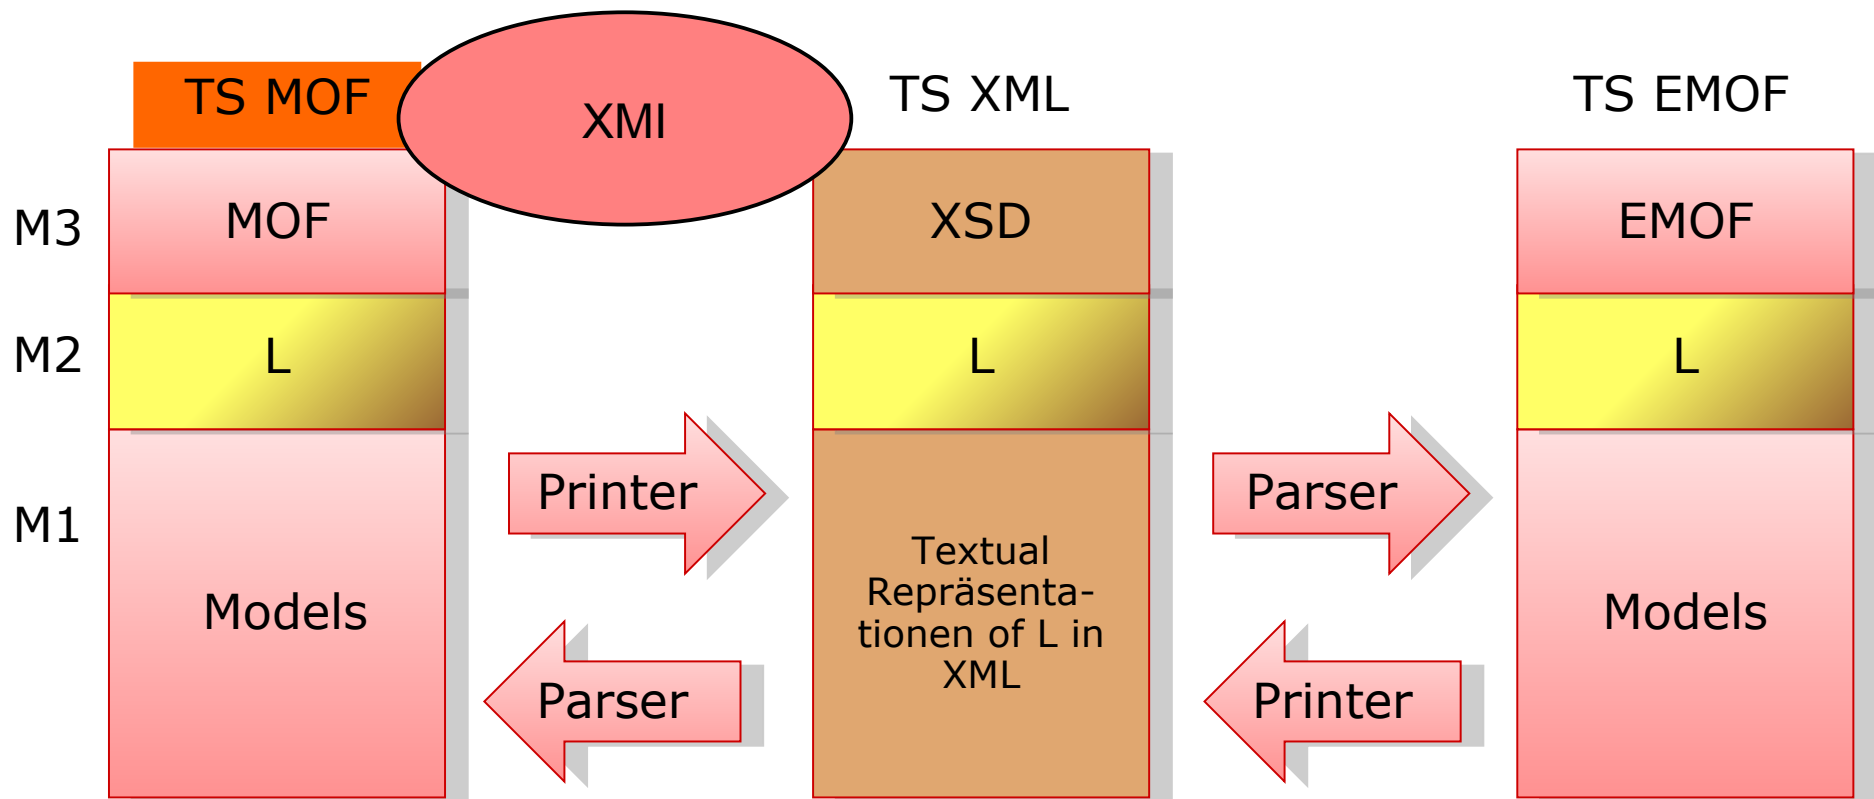 TS MOF
XMI
TS XML
TS EMOF
M3
MOF
XSD
EMOF
M2
L
L
L
M1
Printer
Parser
Models
Textual
Repräsenta-
tionen of L in
XML
Models
Parser
Printer